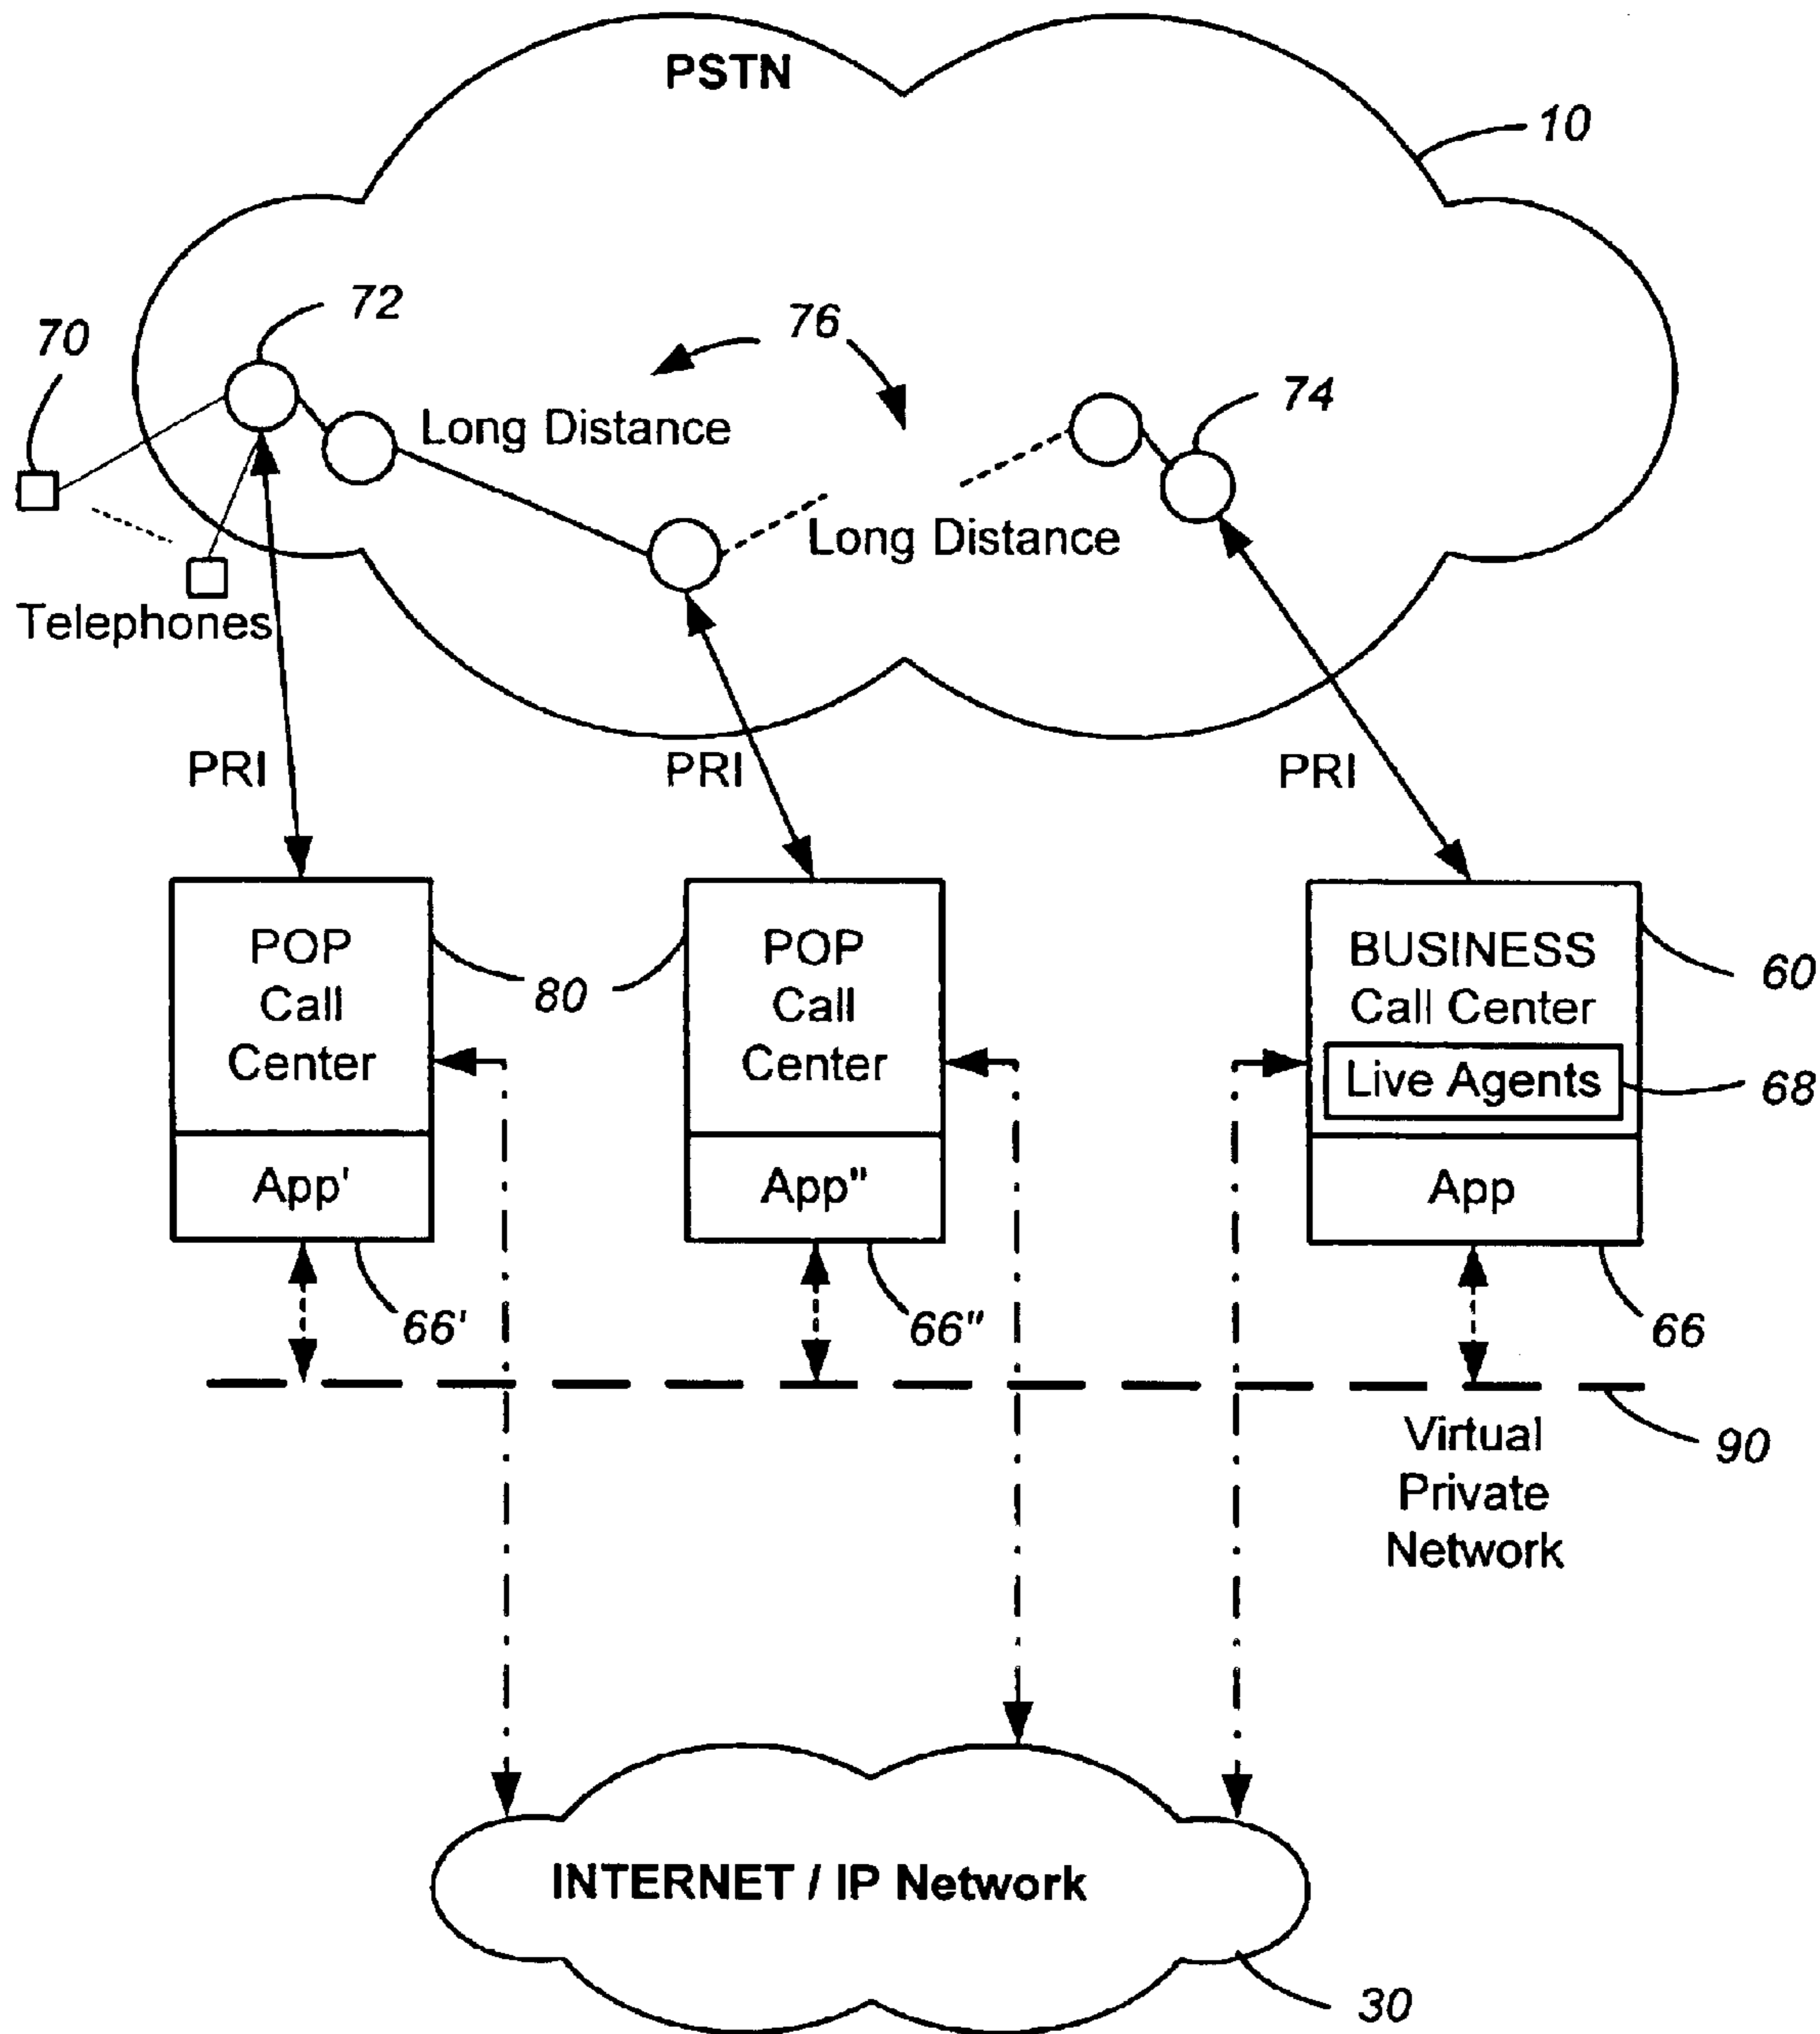 PSTN
10
72
76
70
74
Long Distance
Long Distance
Telephones
PRI
PRI
PRI
POP
Call
Center
80
POP
Call
Center
BUSINESS
Call Center
60
Live Agents
68
App'
App"
App
66'
66"
66
Virtual
Private
Network
90
INTERNET / IP Network
30